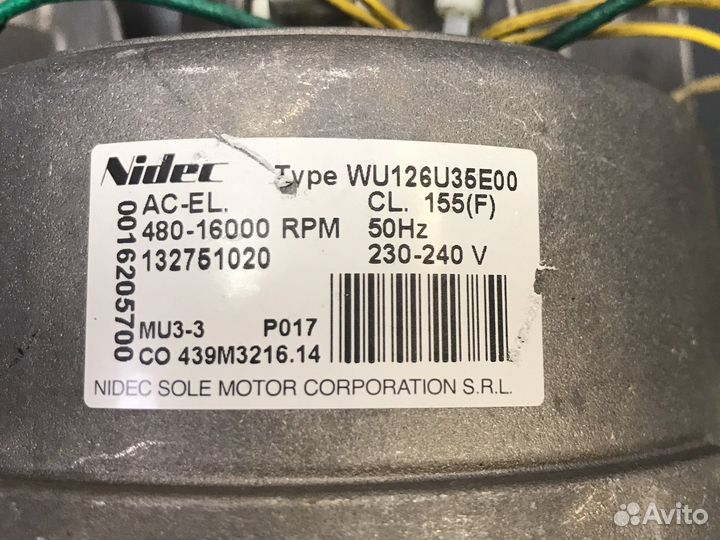 Nidec Type WU126U35E00
AC-EL. CL. 155(F)
480-16000 RPM 50Hz
132751020 230-240 V
0016205700
MU3-3 P017
CO 439M3216.14
NIDEC SOLE MOTOR CORPORATION S.R.L.
Avito